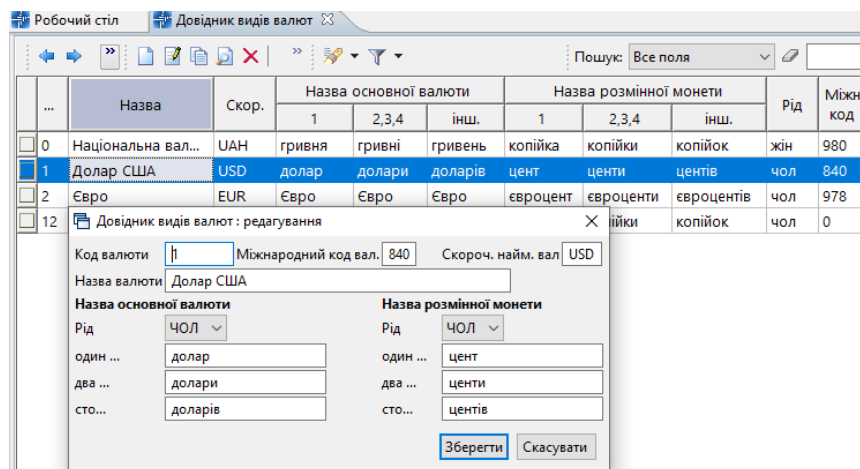 Робочий стіл Довідник видів валют
Пошук: Все поля
... Назва Скор. Назва основної валюти Назва розмінної монети Рід Міжн код
1 2,3,4 інш. 1 2,3,4 інш.
0 Національна вал... UAH гривня гривні гривень копійка копійки копійок жін 980
1 Долар США USD долар долари доларів цент центи центів чол 840
2 Євро EUR Євро Євро Євро євроцент євроценти євроцентів чол 978
12 ійки копійок чол 0
Довідник видів валют : редагування
Код валюти 1 Міжнародний код вал. 840 Скороч. найм. вал USD
Назва валюти Долар США
Назва основної валюти Назва розмінної монети
Рід ЧОЛ Рід ЧОЛ
один ... долар один ... цент
два ... долари два ... центи
сто... доларів сто... центів
Зберегти Скасувати